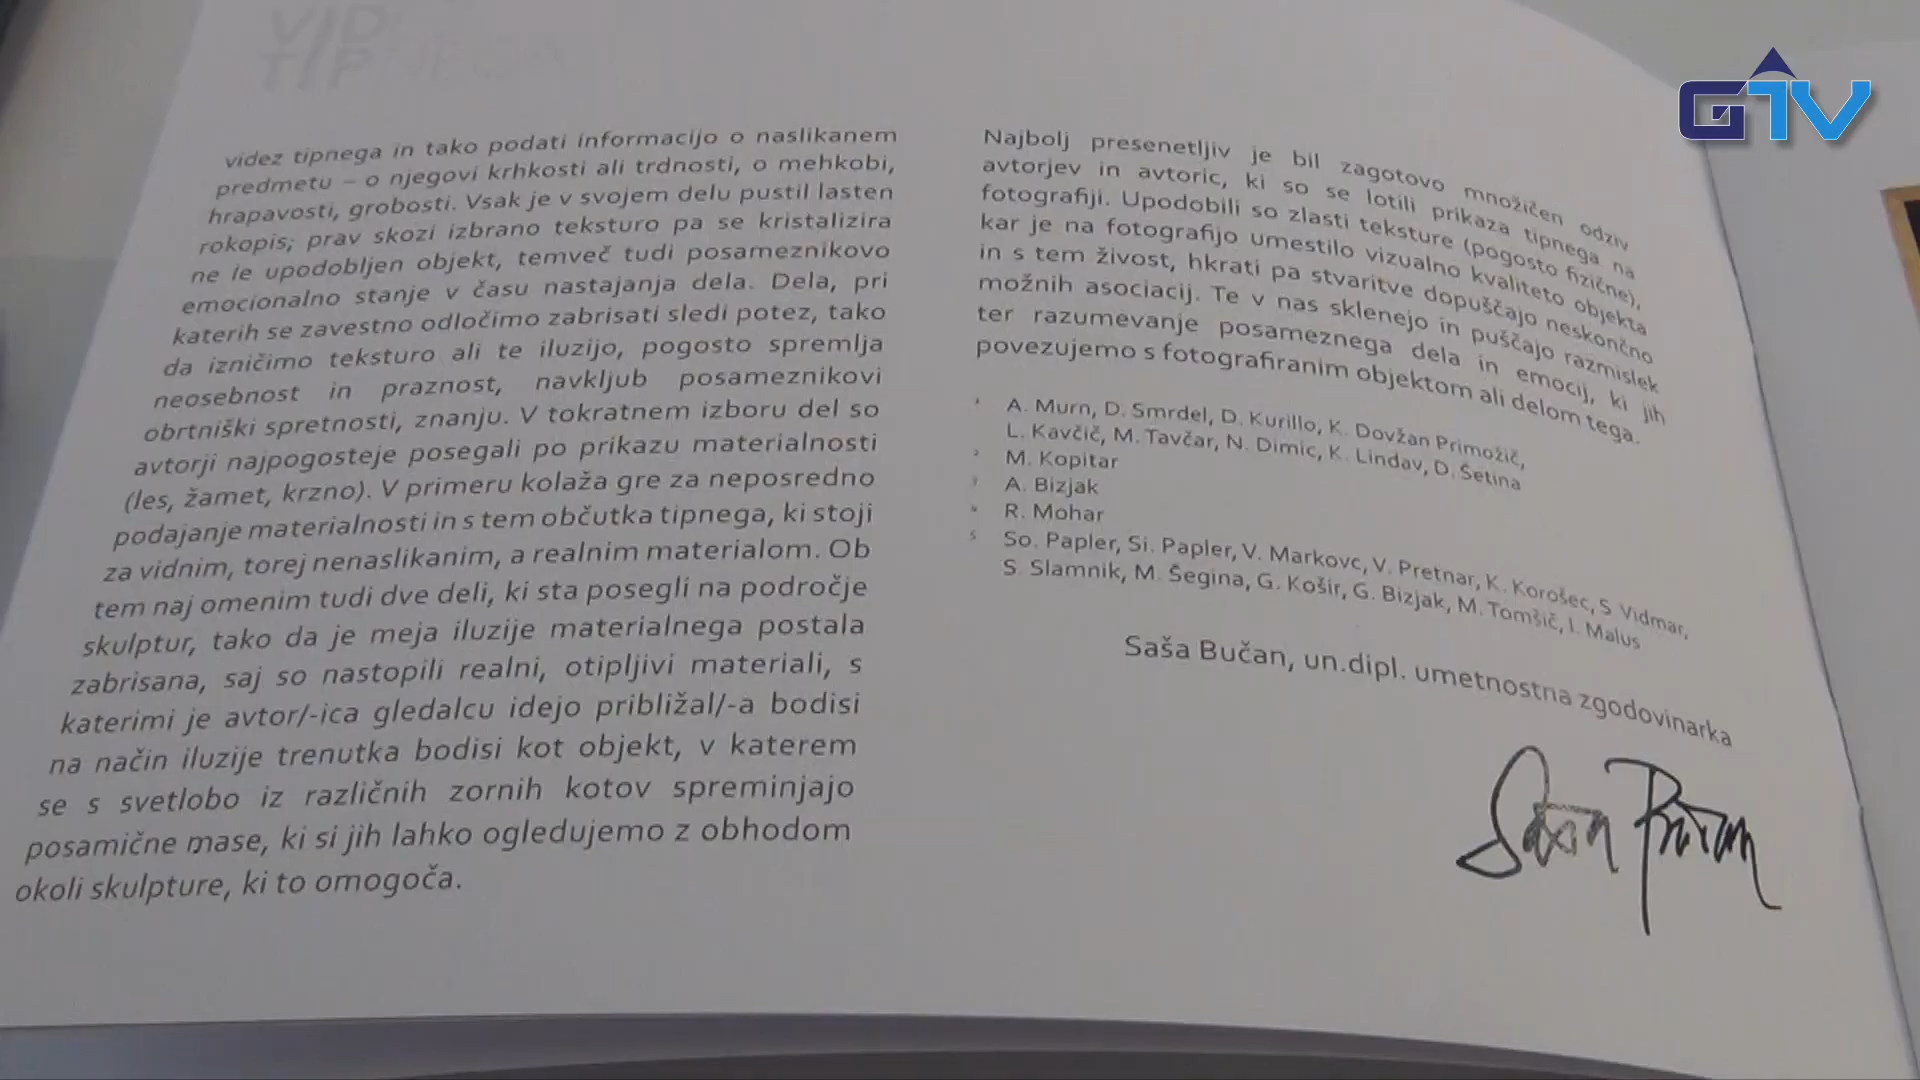 GTV
videz tipnega in tako podati informacijo o naslikanem
predmetu – o njegovi krhkosti ali trdnosti, o mehkobi,
hrapavosti, grobosti. Vsak je v svojem delu pustil lasten
rokopis; prav skozi izbrano teksturo pa se kristalizira
ne le upodobljen objekt, temveč tudi posameznikovo
emocionalno stanje v času nastajanja dela. Dela, pri
katerih se zavestno odločimo zabrisati sledi potez, tako
da izničimo teksturo ali te iluzijo, pogosto spremlja
neosebnost in praznost, navkljub posameznikovi
obrtniški spretnosti, znanju. V tokratnem izboru del so
avtorji najpogosteje posegali po prikazu materialnosti
(les, žamet, krzno). V primeru kolaža gre za neposredno
podajanje materialnosti in s tem občutka tipnega, ki stoji
za vidnim, torej nenaslikanim, a realnim materialom. Ob
tem naj omenim tudi dve deli, ki sta posegli na področje
skulptur, tako da je meja iluzije materialnega postala
zabrisana, saj so nastopili realni, otipljivi materiali, s
katerimi je avtor/-ica gledalcu idejo približal/-a bodisi
na način iluzije trenutka bodisi kot objekt, v katerem
se s svetlobo iz različnih zornih kotov spreminjajo
posamične mase, ki si jih lahko ogledujemo z obhodom
okoli skulpture, ki to omogoča.
Najbolj presenetljiv je bil zagotovo množičen odziv
avtorjev in avtoric, ki so se lotili prikaza tipnega na
fotografiji. Upodobili so zlasti teksture (pogosto fizične),
kar je na fotografijo umestilo vizualno kvaliteto objekta
in s tem živost, hkrati pa stvaritve dopuščajo neskončno
možnih asociacij. Te v nas sklenejo in puščajo razmislek
ter razumevanje posameznega dela in emocij, ki jih
povezujemo s fotografiranim objektom ali delom tega.
A. Murn, D. Smrdel, D. Kurillo, K. Dovžan Primožič,
L. Kavčič, M. Tavčar, N. Dimic, K. Lindav, D. Šetina
M. Kopitar
A. Bizjak
R. Mohar
5 So. Papler, Si. Papler, V. Markovc, V. Pretnar, K. Korošec, S. Vidmar,
S. Slamnik, M. Šegina, G. Košir, G. Bizjak, M. Tomšič, I. Malus
Saša Bučan, un.dipl. umetnostna zgodovinarka